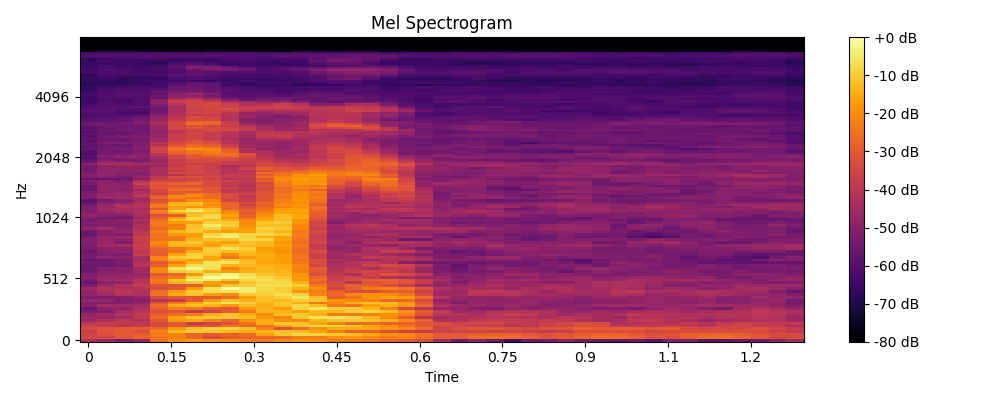 Mel Spectrogram
+0 dB
-10 dB
-20 dB
-30 dB
-40 dB
-50 dB
-60 dB
-70 dB
-80 dB
4096
2048
1024
512
0
Hz
0 0.15 0.3 0.45 0.6 0.75 0.9 1.1 1.2
Time